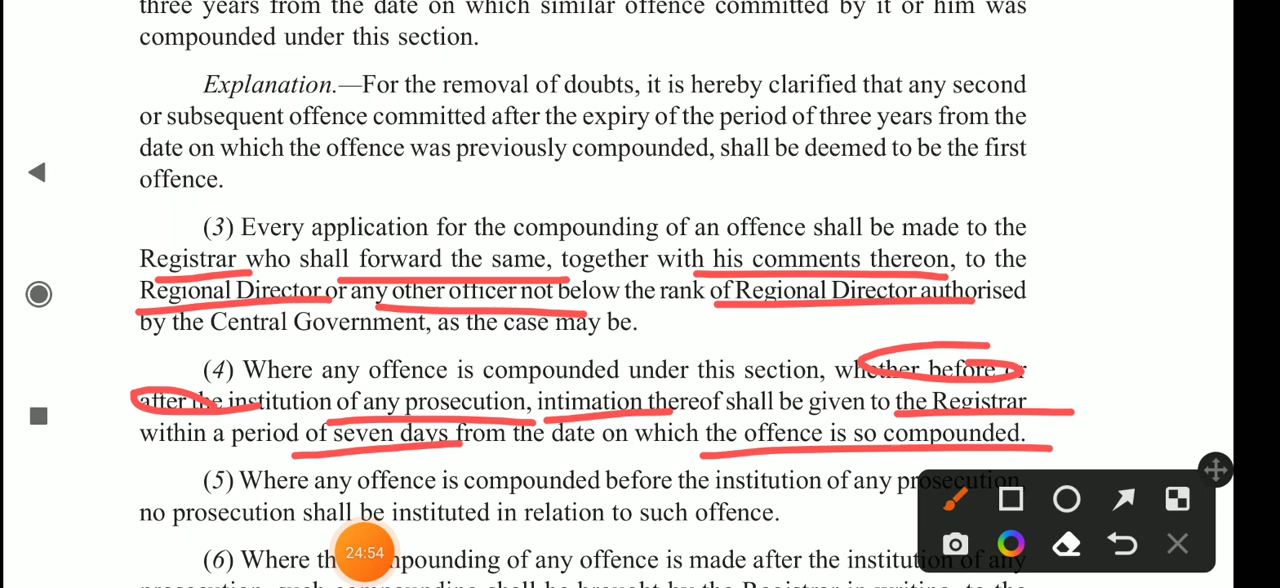 three years from the date on which similar offence committed by it or him was
compounded under this section.
Explanation.—For the removal of doubts, it is hereby clarified that any second
or subsequent offence committed after the expiry of the period of three years from the
date on which the offence was previously compounded, shall be deemed to be the first
offence.
(3) Every application for the compounding of an offence shall be made to the
Registrar who shall forward the same, together with his comments thereon, to the
Regional Director or any other officer not below the rank of Regional Director authorised
by the Central Government, as the case may be.
(4) Where any offence is compounded under this section, whether before or
after the institution of any prosecution, intimation thereof shall be given to the Registrar
within a period of seven days from the date on which the offence is so compounded.
(5) Where any offence is compounded before the institution of any prosecution,
no prosecution shall be instituted in relation to such offence.
24:54
(6) Where compounding of any offence is made after the institution of any